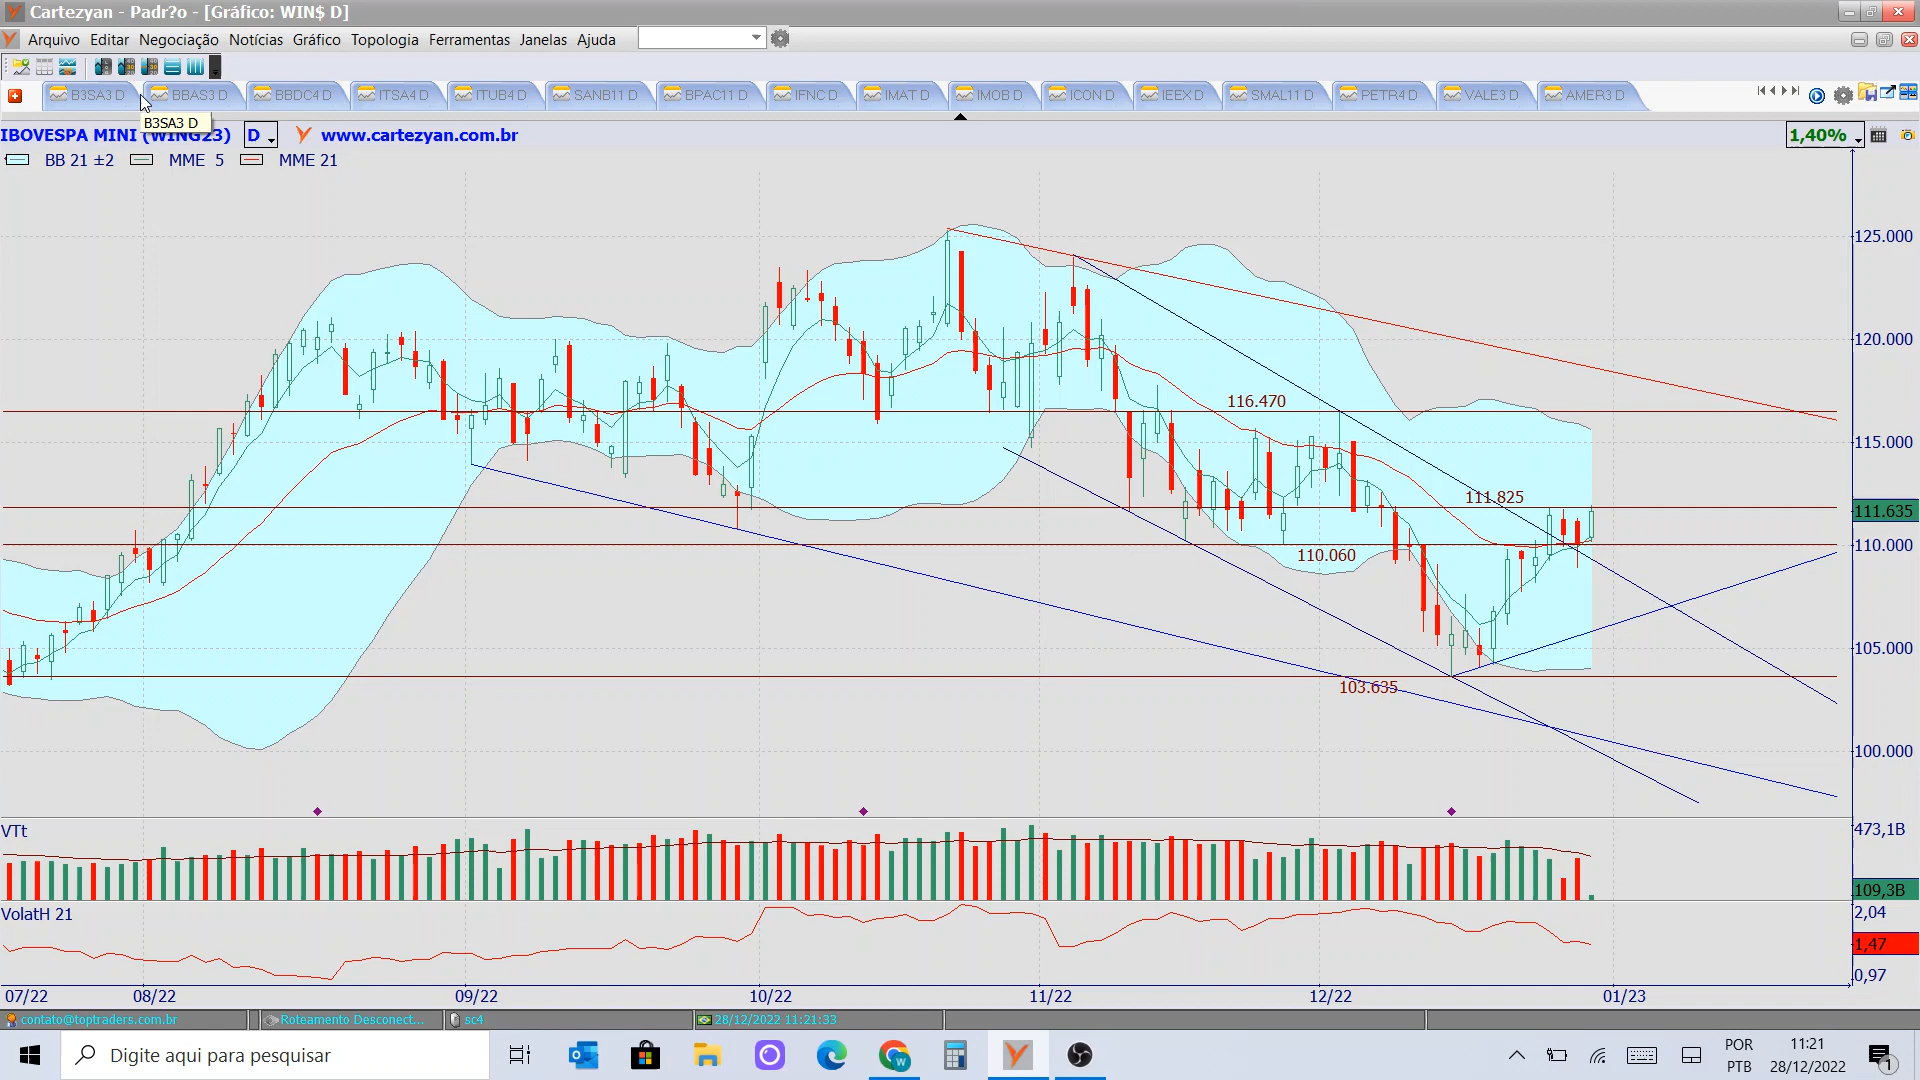 Cartezyan - Padr?o - [Gráfico: WIN$ D]
Arquivo Editar Negociação Notícias Gráfico Topologia Ferramentas Janelas Ajuda
B3SA3 D BBAS3 D BBDC4 D ITSA4 D ITUB4 D SANB11 D BPAC11 D IFNC D IMAT D IMOB D ICON D IEEX D SMAL11 D PETR4 D VALE3 D AMER3 D
B3SA3 D
IBOVESPA MINI (WING23) D www.cartezyan.com.br 1,40%
BB 21 ±2 MME 5 MME 21
125.000
120.000
116.470
115.000
111.825
111.635
110.000
110.060
105.000
103.635
100.000
VTt
473,1B
109,3B
VolatH 21
2,04
1,47
0,97
07/22 08/22 09/22 10/22 11/22 12/22 01/23
contato@toptraders.com.br Roteamento Desconect... sc4 28/12/2022 11:21:33
Digite aqui para pesquisar
POR
PTB
11:21
28/12/2022
1